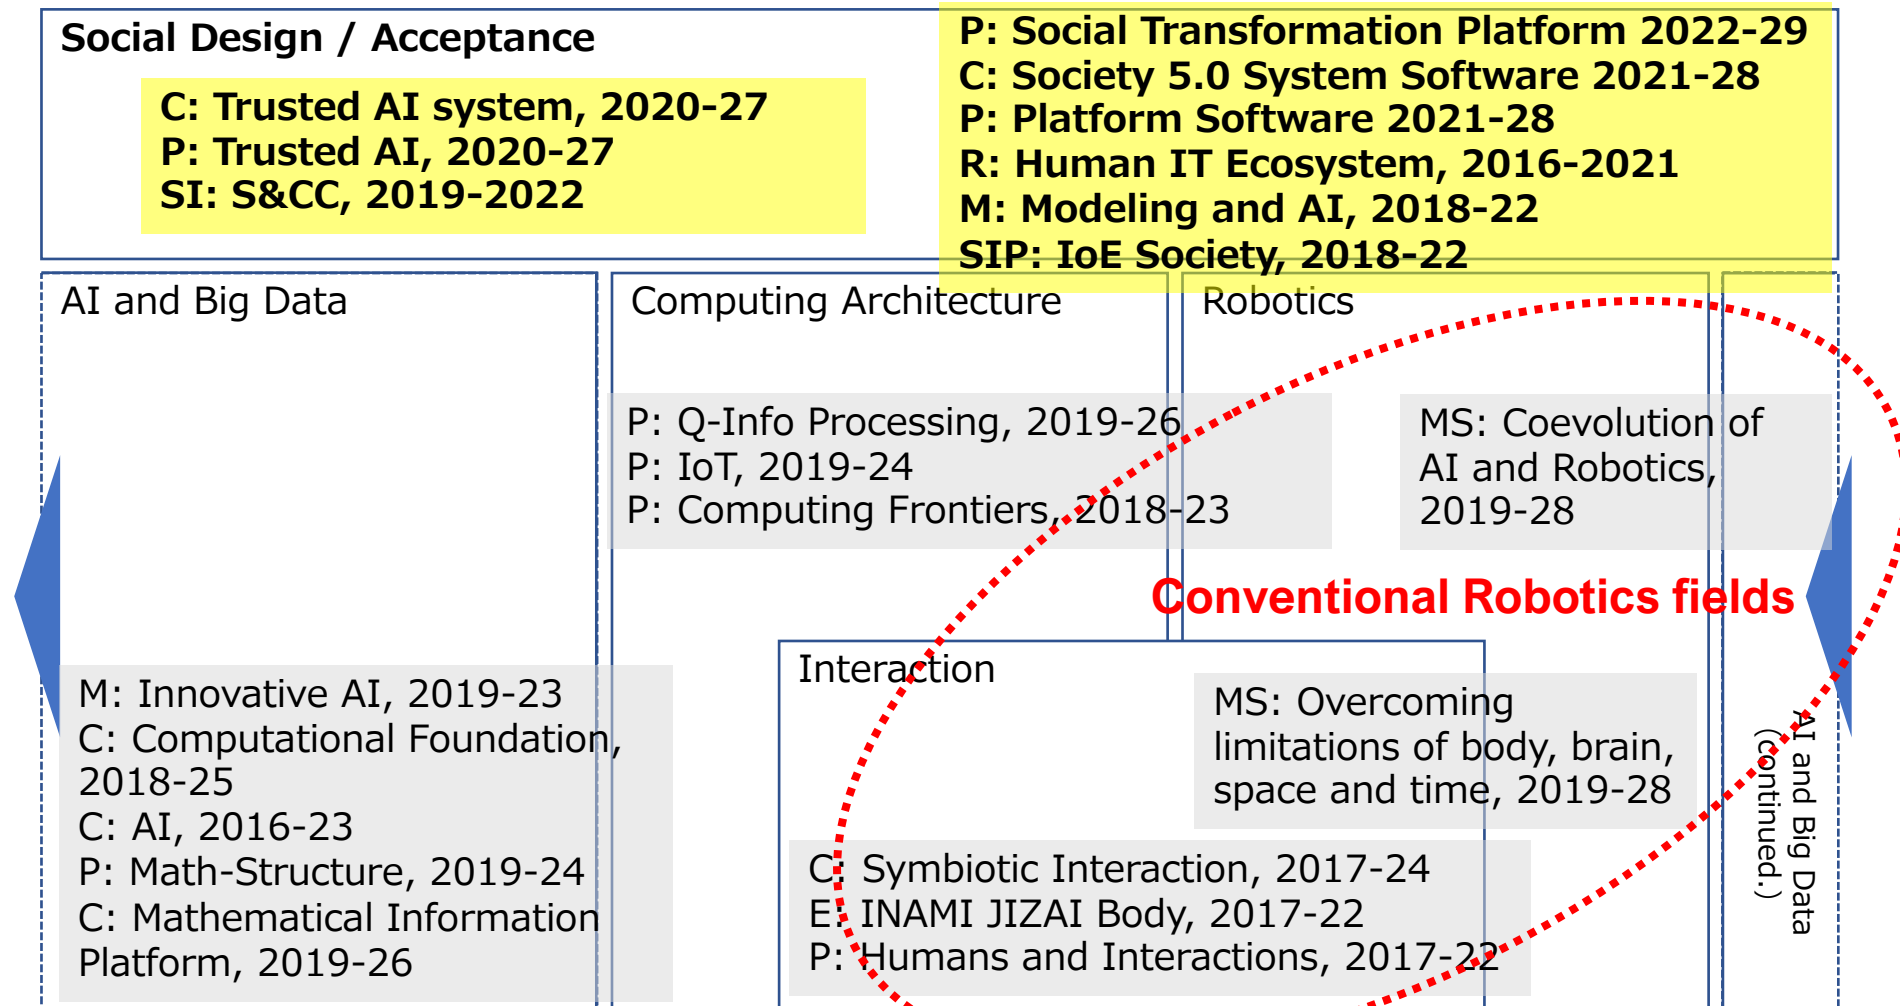 Social Design / Acceptance
C: Trusted AI system, 2020-27
P: Trusted AI, 2020-27
SI: S&CC, 2019-2022
P: Social Transformation Platform 2022-29
C: Society 5.0 System Software 2021-28
P: Platform Software 2021-28
R: Human IT Ecosystem, 2016-2021
M: Modeling and AI, 2018-22
SIP: IoE Society, 2018-22
AI and Big Data
M: Innovative AI, 2019-23
C: Computational Foundation,
2018-25
C: AI, 2016-23
P: Math-Structure, 2019-24
C: Mathematical Information
Platform, 2019-26
Computing Architecture
P: Q-Info Processing, 2019-26
P: IoT, 2019-24
P: Computing Frontiers, 2018-23
Robotics
MS: Coevolution of
AI and Robotics,
2019-28
Conventional Robotics fields
Interaction
MS: Overcoming
limitations of body, brain,
space and time, 2019-28
C: Symbiotic Interaction, 2017-24
E: INAMI JIZAI Body, 2017-22
P: Humans and Interactions, 2017-22
AI and Big Data
(continued.)